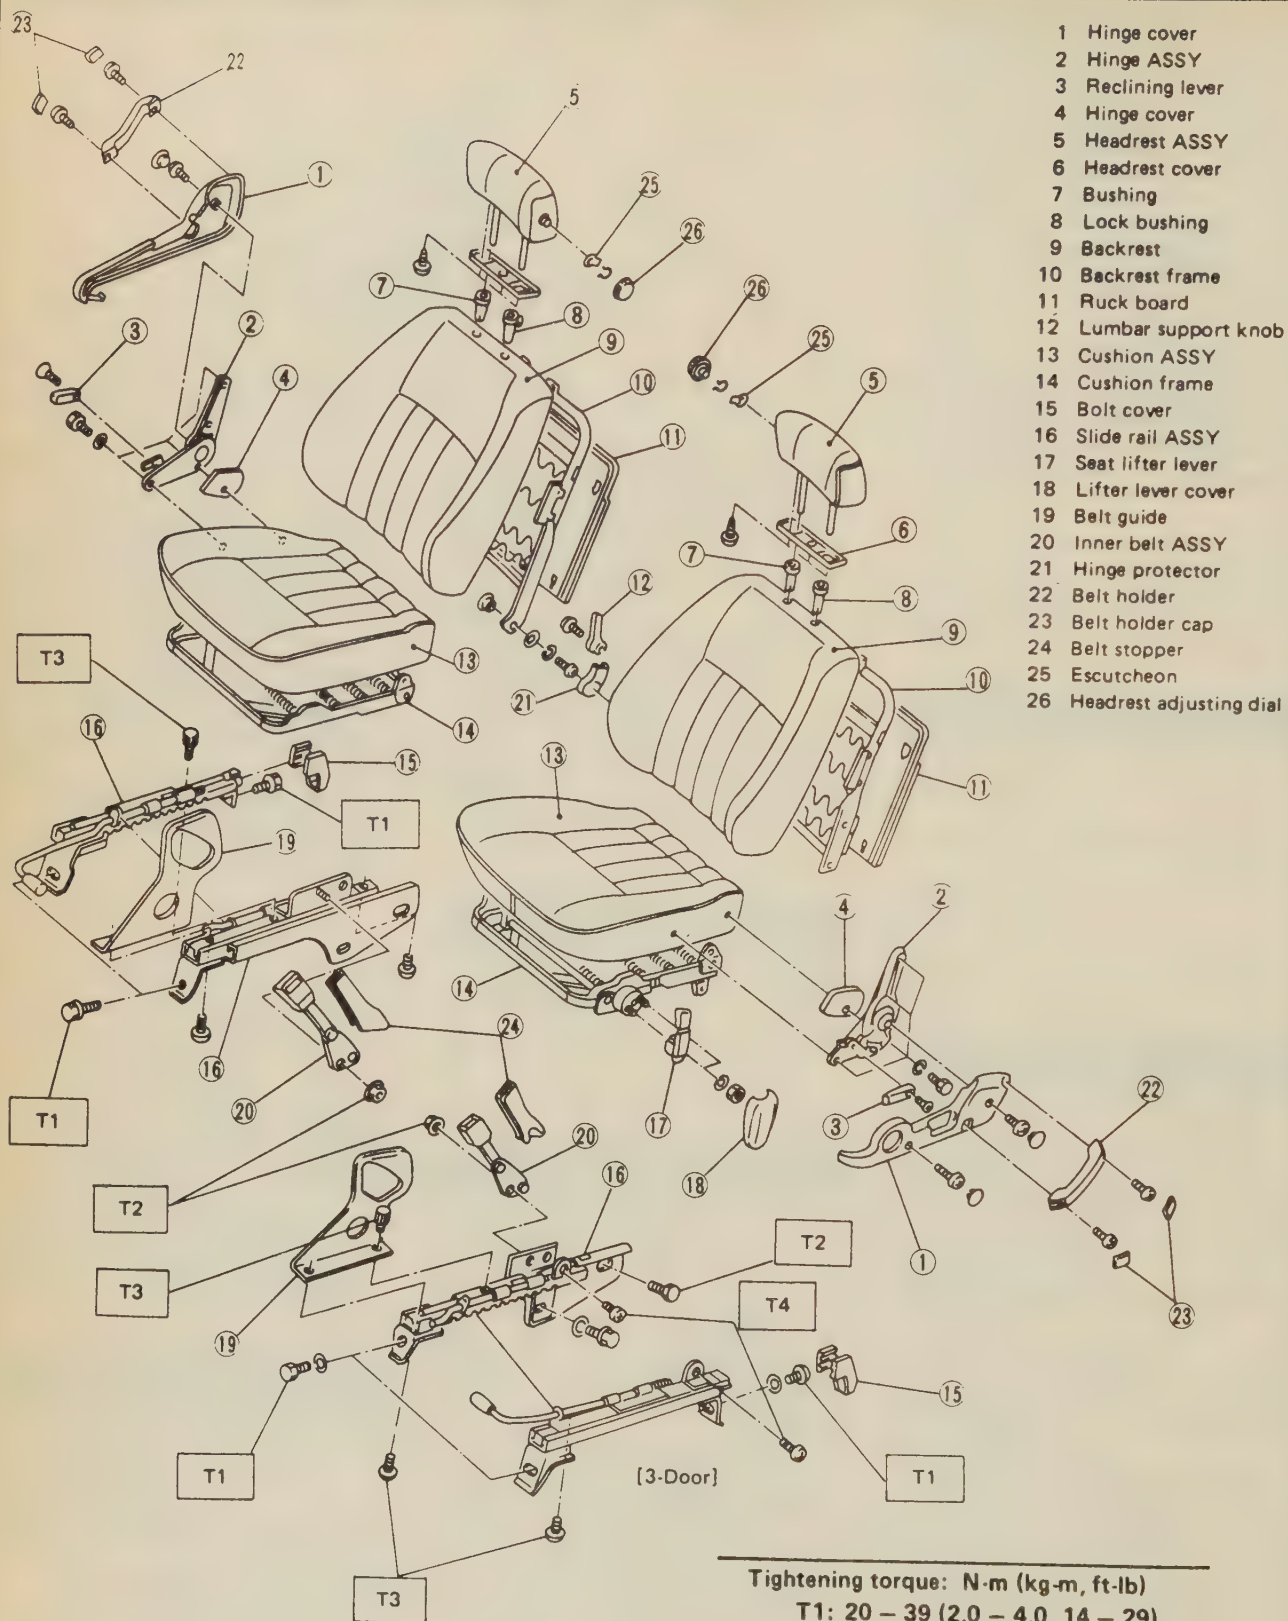 1 Hinge cover
2 Hinge ASSY
3 Reclining lever
4 Hinge cover
5 Headrest ASSY
6 Headrest cover
7 Bushing
8 Lock bushing
9 Backrest
10 Backrest frame
11 Ruck board
12 Lumbar support knob
13 Cushion ASSY
14 Cushion frame
15 Bolt cover
16 Slide rail ASSY
17 Seat lifter lever
18 Lifter lever cover
19 Belt guide
20 Inner belt ASSY
21 Hinge protector
22 Belt holder
23 Belt holder cap
24 Belt stopper
25 Escutcheon
26 Headrest adjusting dial
23
22
5
1
25
26
7
8
26
3
2
9
25
4
10
5
11
6
7
12
8
T3
13
9
21
10
16
14
15
13
11
T1
19
4
2
14
24
16
T1
20
17
3
22
20
18
16
T2
T2
1
T3
T4
23
19
15
T1
[3-Door]
T1
T3
Tightening torque: N·m (kg-m, ft-lb)
T1: 20 – 39 (2.0 – 4.0, 14 – 29)